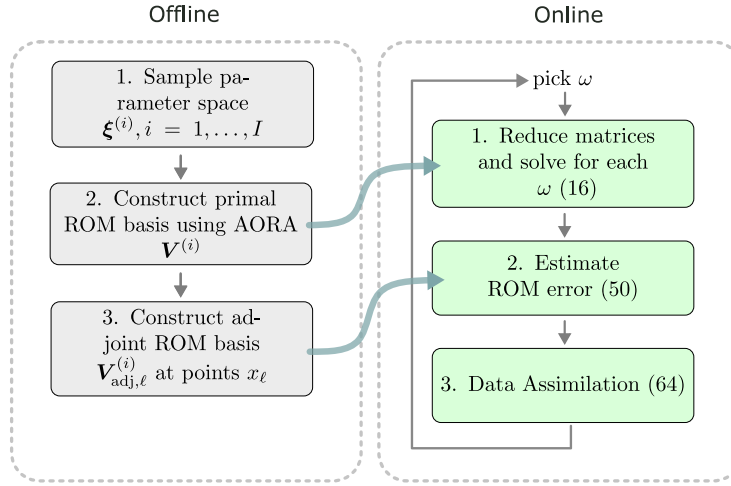 Offline
1. Sample pa-
rameter space
ξ^(i), i = 1, . . . , I
2. Construct primal
ROM basis using AORA
V^(i)
3. Construct ad-
joint ROM basis
V^(i)_adj,ℓ at points x_ℓ
Online
pick ω
1. Reduce matrices
and solve for each
ω (16)
2. Estimate
ROM error (50)
3. Data Assimilation (64)